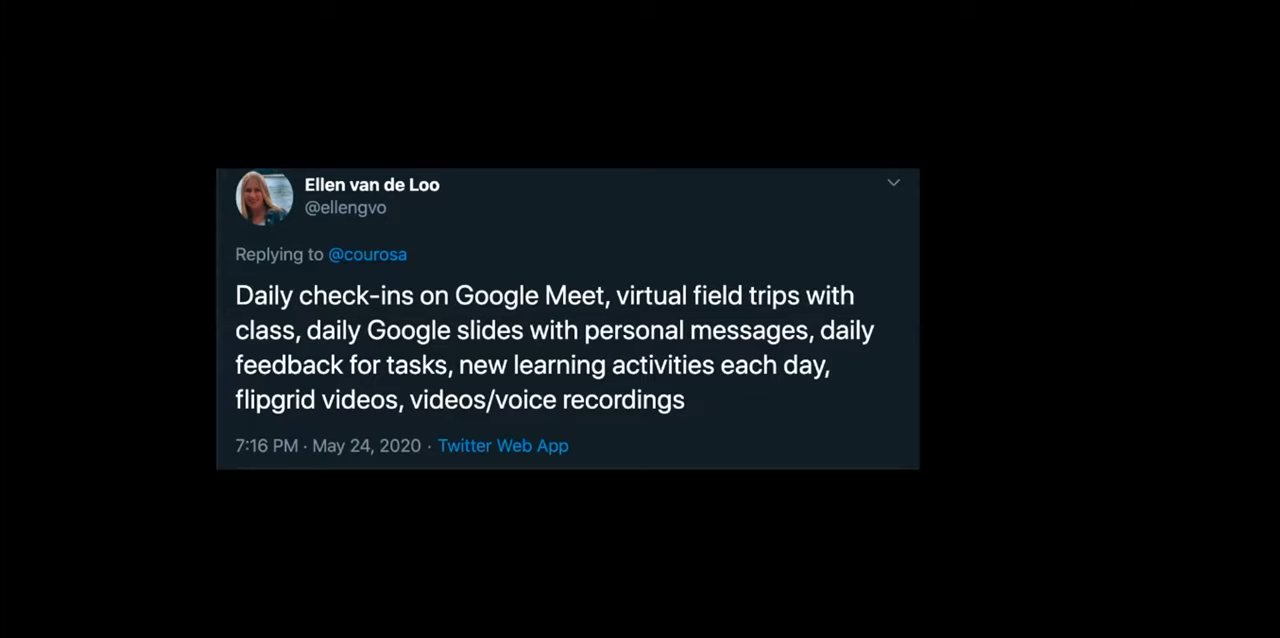 Ellen van de Loo
@ellengvo
Replying to @courosa
Daily check-ins on Google Meet, virtual field trips with
class, daily Google slides with personal messages, daily
feedback for tasks, new learning activities each day,
flipgrid videos, videos/voice recordings
7:16 PM · May 24, 2020 · Twitter Web App